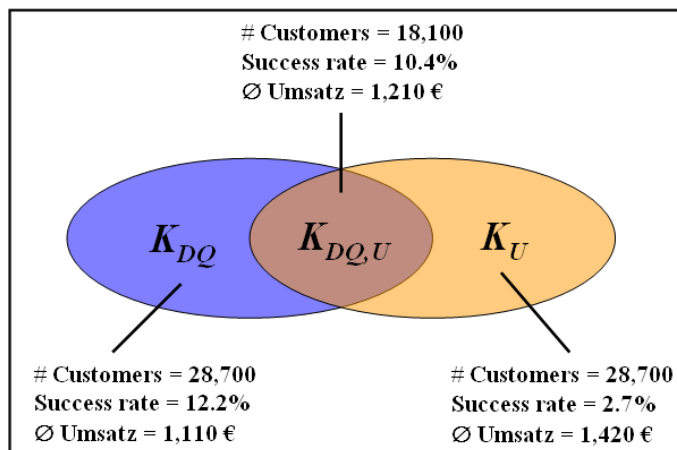 # Customers = 18,100
Success rate = 10.4%
∅ Umsatz = 1,210 €
K_DQ
K_DQ,U
K_U
# Customers = 28,700
Success rate = 12.2%
∅ Umsatz = 1,110 €
# Customers = 28,700
Success rate = 2.7%
∅ Umsatz = 1,420 €